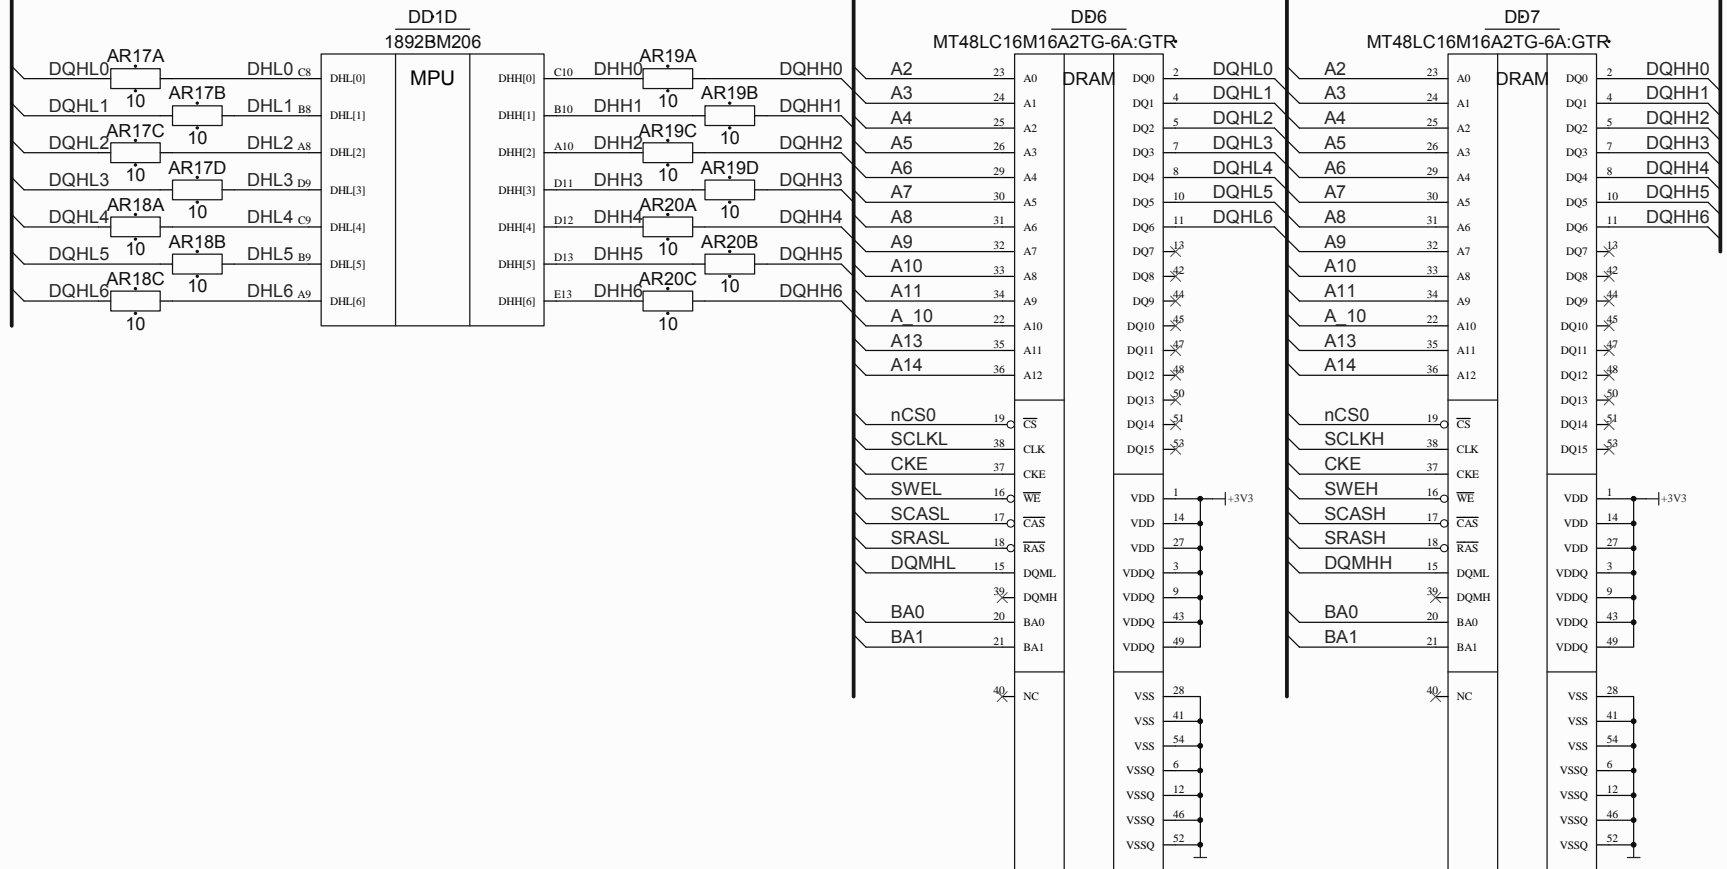 DD1D
1892BM206
MPU
DQHL0 AR17A 10 DHL0 C8 DHL[0]
DQHL1 AR17B 10 DHL1 B8 DHL[1]
DQHL2 AR17C 10 DHL2 A8 DHL[2]
DQHL3 AR17D 10 DHL3 D9 DHL[3]
DQHL4 AR18A 10 DHL4 C9 DHL[4]
DQHL5 AR18B 10 DHL5 B9 DHL[5]
DQHL6 AR18C 10 DHL6 A9 DHL[6]
DHH[0] C10 DHH0 AR19A 10 DQHH0
DHH[1] B10 DHH1 AR19B 10 DQHH1
DHH[2] A10 DHH2 AR19C 10 DQHH2
DHH[3] D11 DHH3 AR19D 10 DQHH3
DHH[4] D12 DHH4 AR20A 10 DQHH4
DHH[5] D13 DHH5 AR20B 10 DQHH5
DHH[6] E13 DHH6 AR20C 10 DQHH6
DD6
MT48LC16M16A2TG-6A:GTR
DRAM
A2 23 A0
A3 24 A1
A4 25 A2
A5 26 A3
A6 29 A4
A7 30 A5
A8 31 A6
A9 32 A7
A10 33 A8
A11 34 A9
A_10 22 A10
A13 35 A11
A14 36 A12
nCS0 19 CS
SCLKL 38 CLK
CKE 37 CKE
SWEL 16 WE
SCASL 17 CAS
SRASL 18 RAS
DQMHL 15 DQML
39 DQMH
BA0 20 BA0
BA1 21 BA1
40 NC
DQ0 2 DQHL0
DQ1 4 DQHL1
DQ2 5 DQHL2
DQ3 7 DQHL3
DQ4 8 DQHL4
DQ5 10 DQHL5
DQ6 11 DQHL6
DQ7 13
DQ8 42
DQ9 44
DQ10 45
DQ11 47
DQ12 48
DQ13 50
DQ14 51
DQ15 53
VDD 1 +3V3
VDD 14
VDD 27
VDDQ 3
VDDQ 9
VDDQ 43
VDDQ 49
VSS 28
VSS 41
VSS 54
VSSQ 6
VSSQ 12
VSSQ 46
VSSQ 52
DD7
MT48LC16M16A2TG-6A:GTR
DRAM
A2 23 A0
A3 24 A1
A4 25 A2
A5 26 A3
A6 29 A4
A7 30 A5
A8 31 A6
A9 32 A7
A10 33 A8
A11 34 A9
A_10 22 A10
A13 35 A11
A14 36 A12
nCS0 19 CS
SCLKH 38 CLK
CKE 37 CKE
SWEH 16 WE
SCASH 17 CAS
SRASH 18 RAS
DQMHH 15 DQML
39 DQMH
BA0 20 BA0
BA1 21 BA1
40 NC
DQ0 2 DQHH0
DQ1 4 DQHH1
DQ2 5 DQHH2
DQ3 7 DQHH3
DQ4 8 DQHH4
DQ5 10 DQHH5
DQ6 11 DQHH6
DQ7 13
DQ8 42
DQ9 44
DQ10 45
DQ11 47
DQ12 48
DQ13 50
DQ14 51
DQ15 53
VDD 1 +3V3
VDD 14
VDD 27
VDDQ 3
VDDQ 9
VDDQ 43
VDDQ 49
VSS 28
VSS 41
VSS 54
VSSQ 6
VSSQ 12
VSSQ 46
VSSQ 52